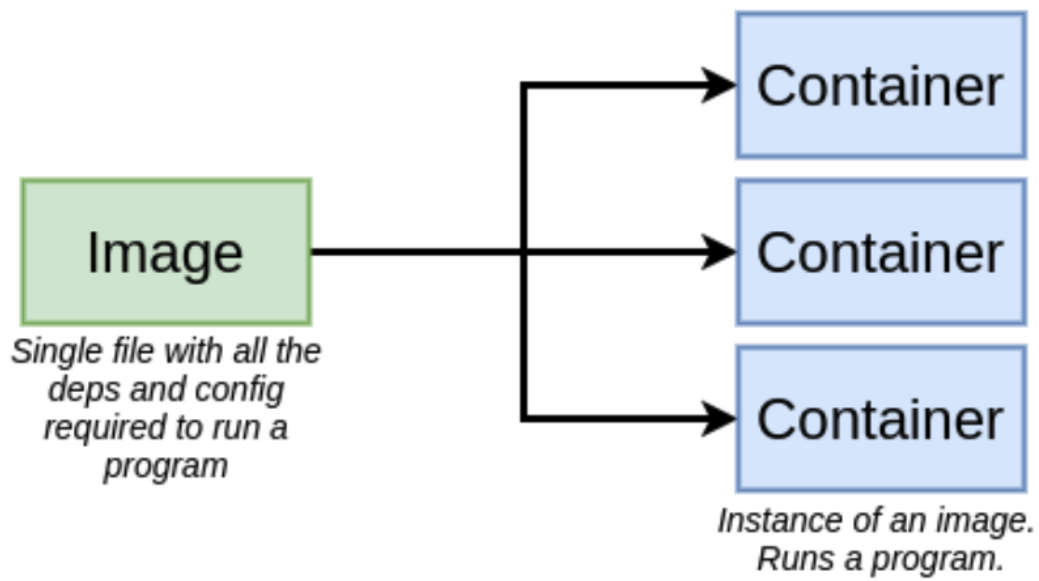 Container
Image
Container
Single file with all the
deps and config
required to run a
program
Container
Instance of an image.
Runs a program.